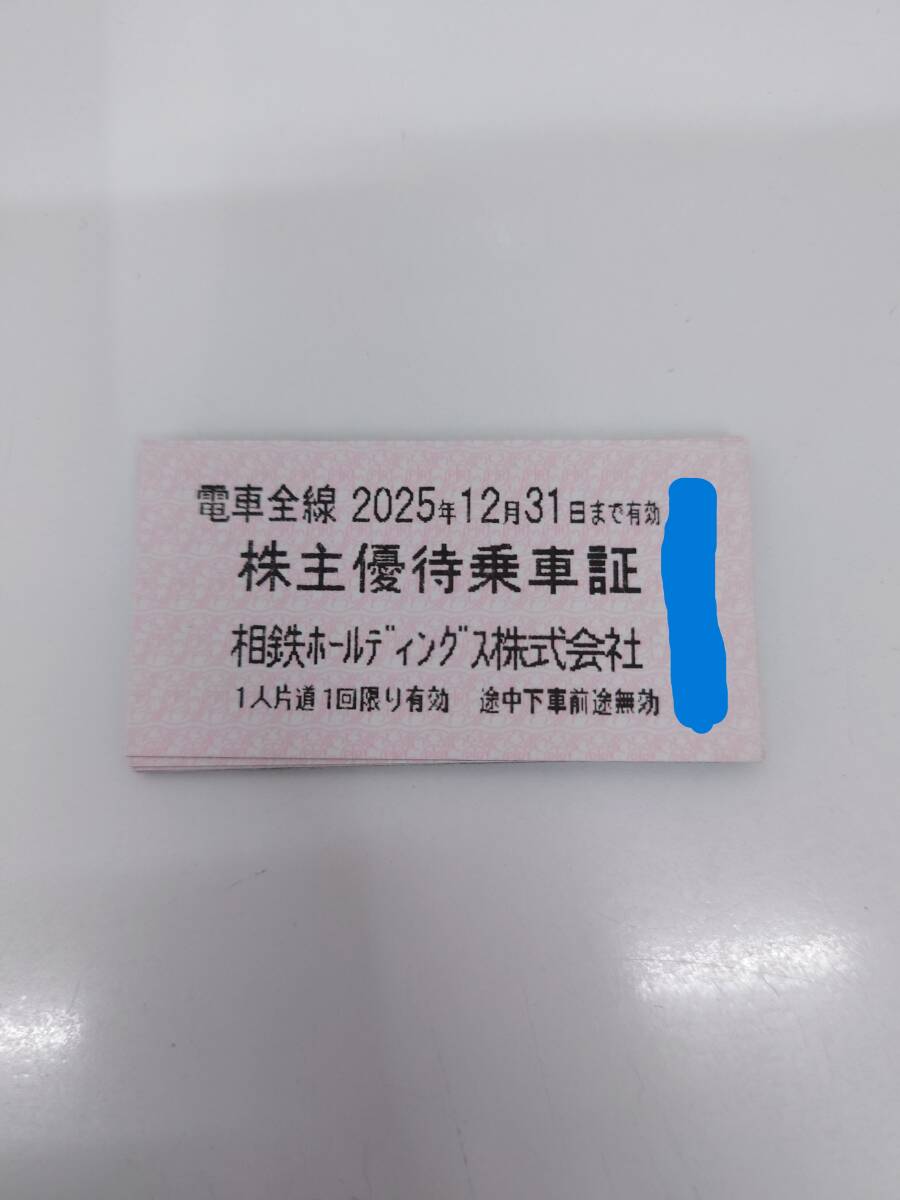 電車全線 2025年12月31日まで有効
株主優待乗車証
相鉄ホールディングス株式会社
1人片道1回限り有効 途中下車前途無効